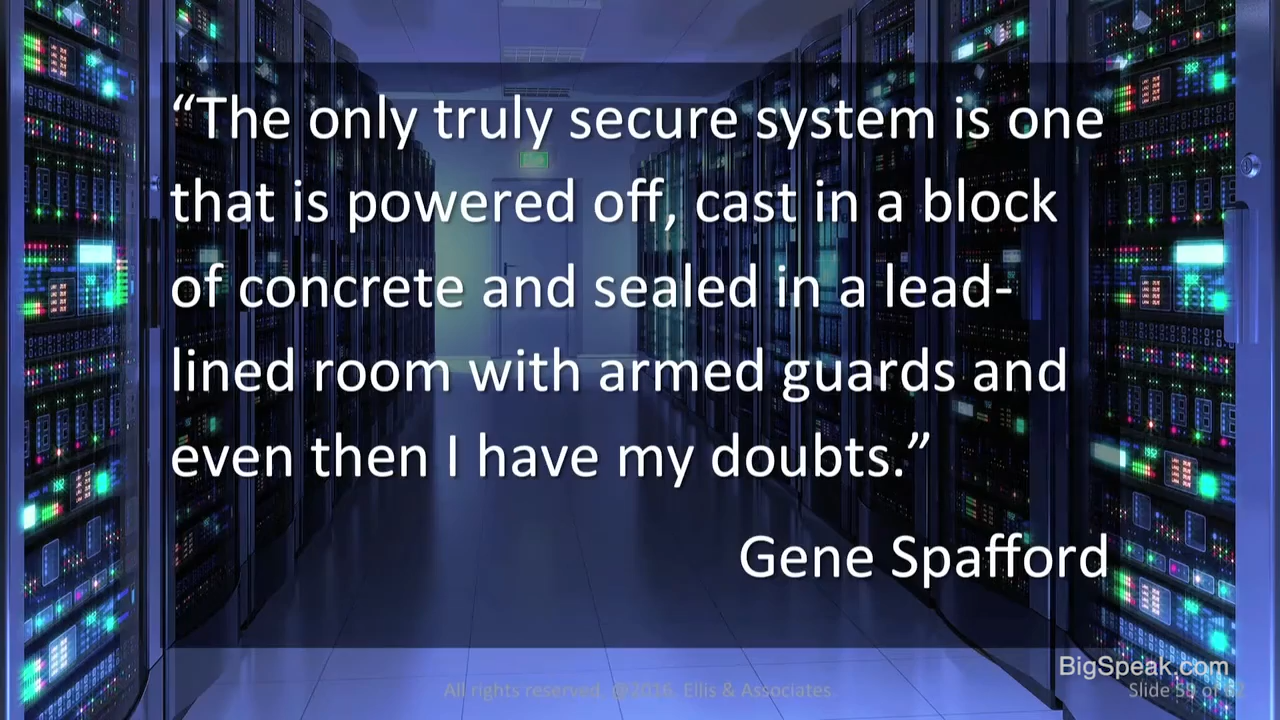 “The only truly secure system is one
that is powered off, cast in a block
of concrete and sealed in a lead-
lined room with armed guards and
even then I have my doubts.”
Gene Spafford
BigSpeak.com
All rights reserved. @2016. Ellis & Associates.
Slide of